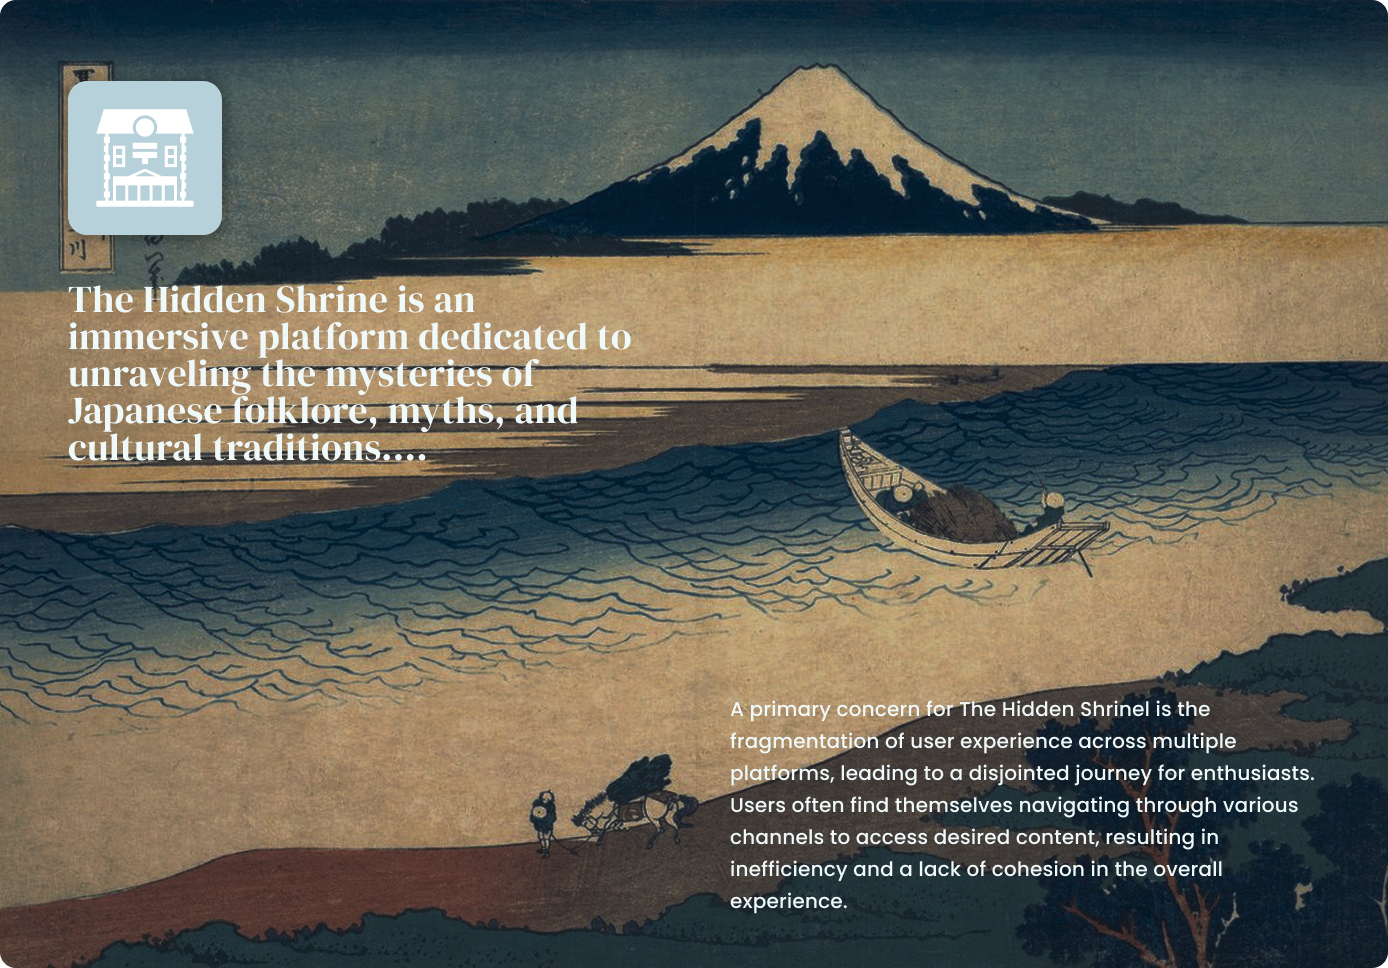 川
The Hidden Shrine is an
immersive platform dedicated to
unraveling the mysteries of
Japanese folklore, myths, and
cultural traditions....
A primary concern for The Hidden Shrinel is the
fragmentation of user experience across multiple
platforms, leading to a disjointed journey for enthusiasts.
Users often find themselves navigating through various
channels to access desired content, resulting in
inefficiency and a lack of cohesion in the overall
experience.